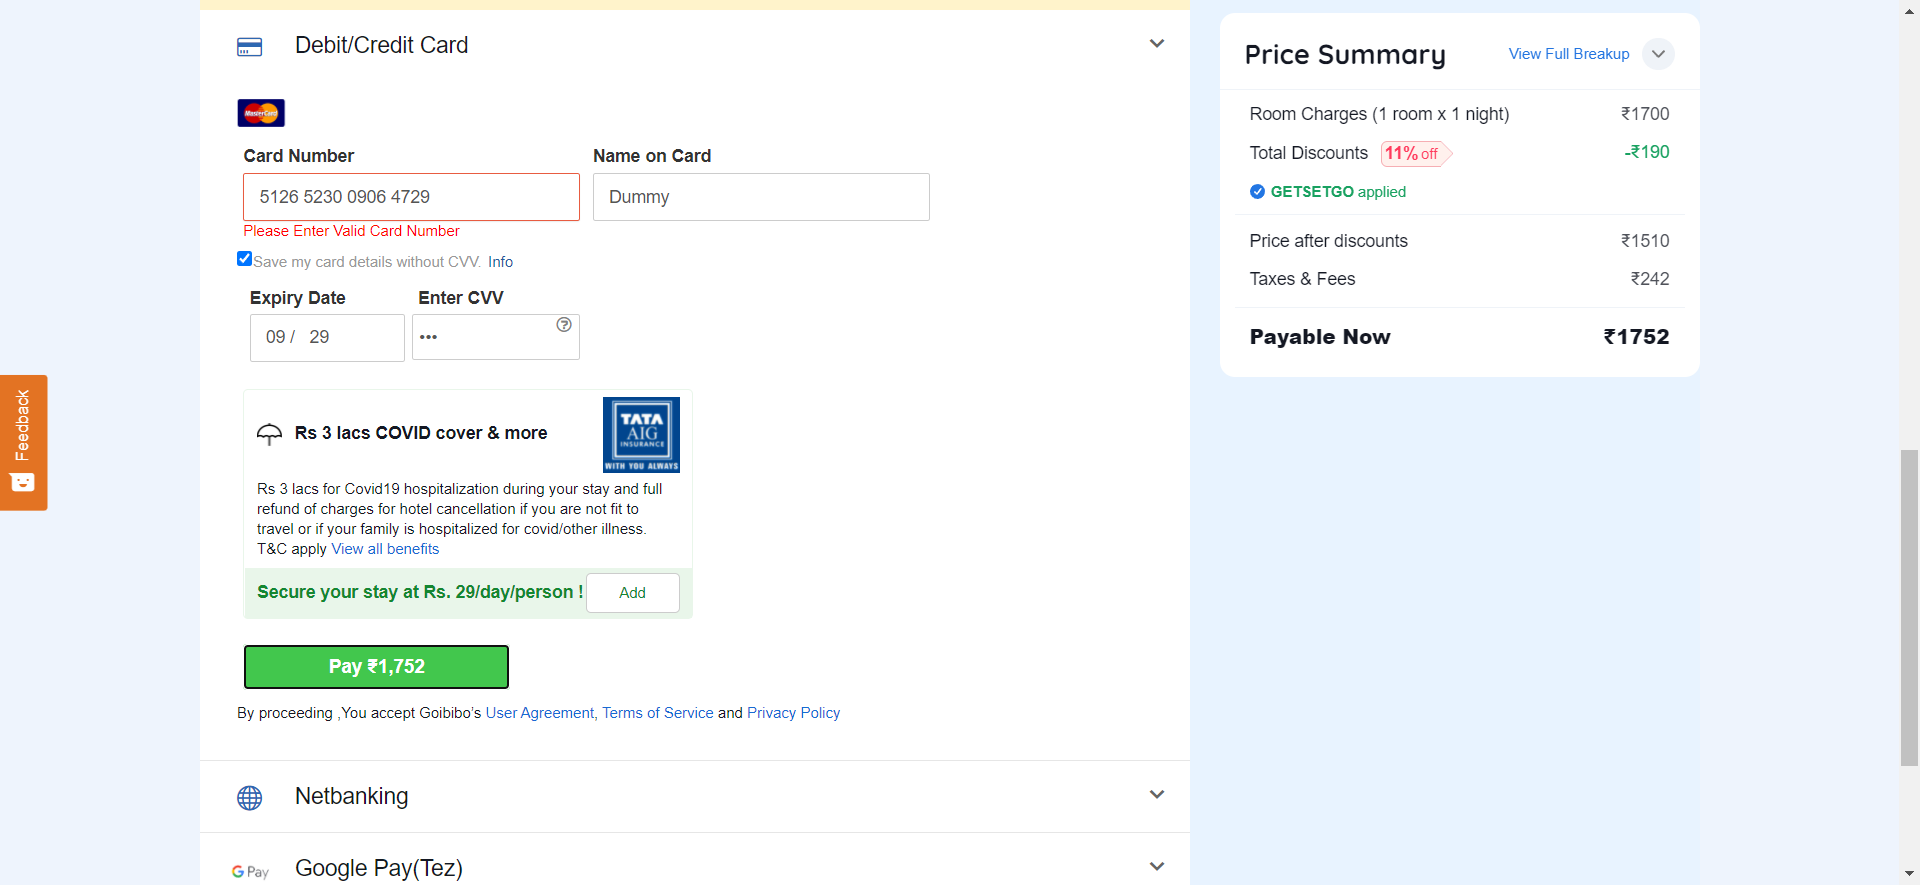 Debit/Credit Card
MasterCard
Card Number
Name on Card
5126 5230 0906 4729
Dummy
Please Enter Valid Card Number
Save my card details without CVV. Info
Expiry Date
Enter CVV
09 / 29
•••
?
Rs 3 lacs COVID cover & more
TATA
AIG
INSURANCE
WITH YOU ALWAYS
Rs 3 lacs for Covid19 hospitalization during your stay and full
refund of charges for hotel cancellation if you are not fit to
travel or if your family is hospitalized for covid/other illness.
T&C apply View all benefits
Secure your stay at Rs. 29/day/person !
Add
Pay ₹1,752
By proceeding ,You accept Goibibo's User Agreement, Terms of Service and Privacy Policy
Netbanking
G Pay
Google Pay(Tez)
Feedback
Price Summary
View Full Breakup
Room Charges (1 room x 1 night) ₹1700
Total Discounts 11% off -₹190
GETSETGO applied
Price after discounts ₹1510
Taxes & Fees ₹242
Payable Now ₹1752